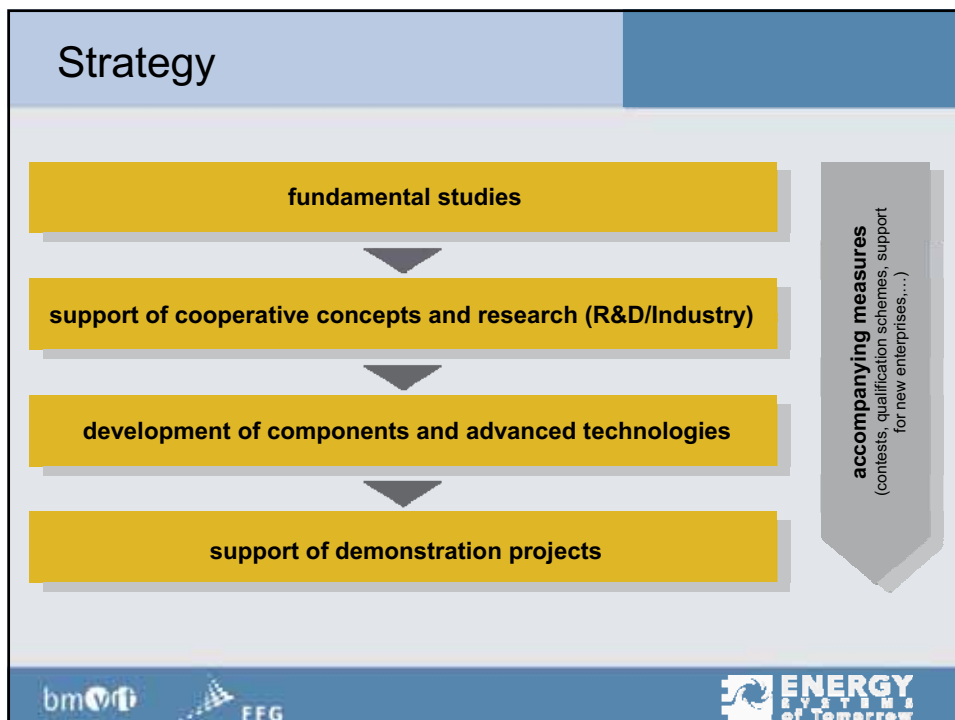 Strategy
fundamental studies
support of cooperative concepts and research (R&D/Industry)
development of components and advanced technologies
support of demonstration projects
accompanying measures
(contests, qualification schemes, support
for new enterprises,...)
bmvit
FFG
ENERGY
SYSTEMS
of Tomorrow